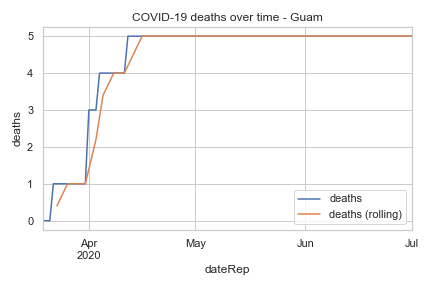 COVID-19 deaths over time - Guam
5
4
3
2
1
0
deaths
deaths
deaths (rolling)
Apr
2020
May
Jun
Jul
dateRep